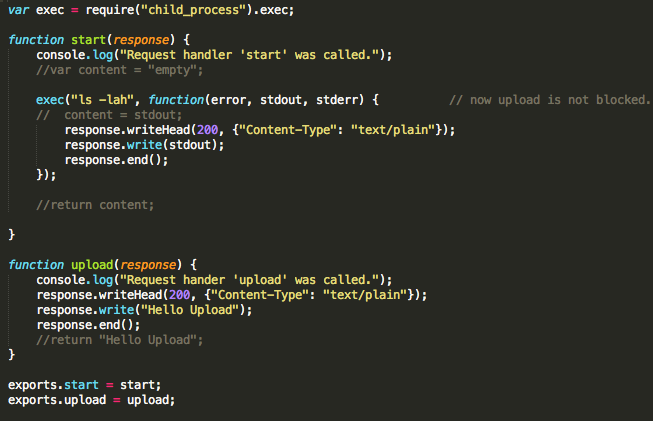 var exec = require("child_process").exec;
function start(response) {
console.log("Request handler 'start' was called.");
//var content = "empty";
exec("ls -lah", function(error, stdout, stderr) { // now upload is not blocked.
// content = stdout;
response.writeHead(200, {"Content-Type": "text/plain"});
response.write(stdout);
response.end();
});
//return content;
}
function upload(response) {
console.log("Request hander 'upload' was called.");
response.writeHead(200, {"Content-Type": "text/plain"});
response.write("Hello Upload");
response.end();
//return "Hello Upload";
}
exports.start = start;
exports.upload = upload;